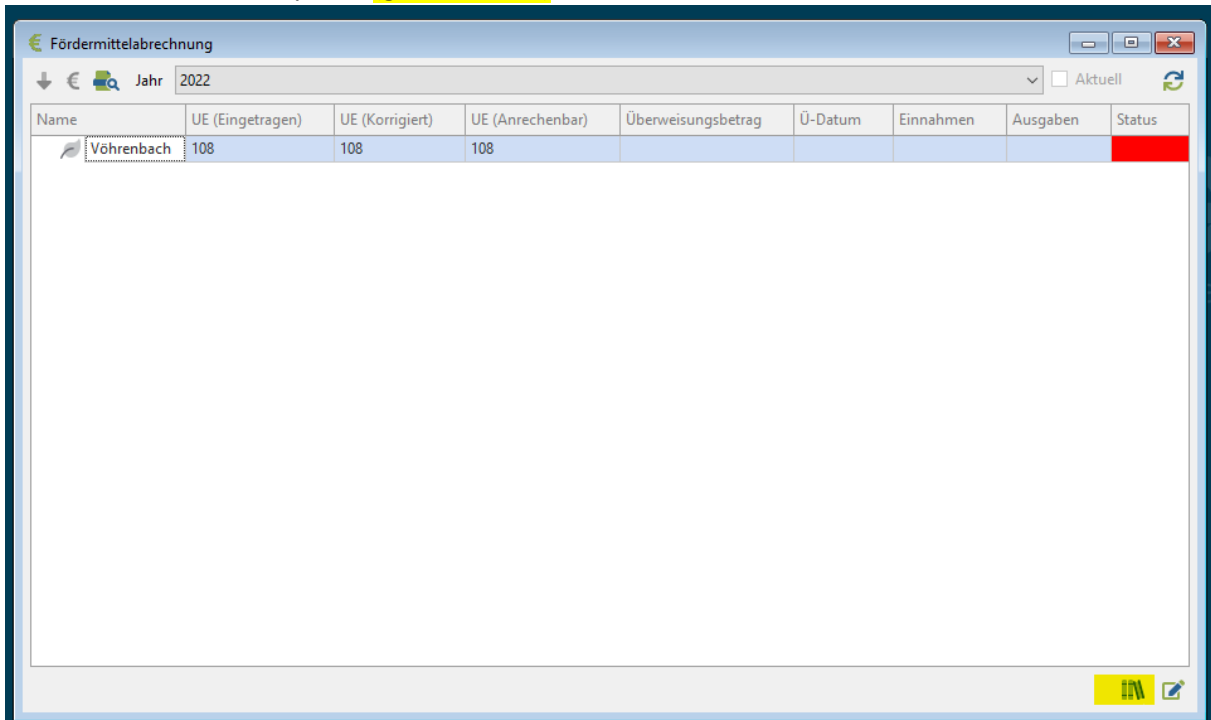 Fördermittelabrechnung
Jahr 2022 Aktuell
Name UE (Eingetragen) UE (Korrigiert) UE (Anrechenbar) Überweisungsbetrag Ü-Datum Einnahmen Ausgaben Status
Vöhrenbach 108 108 108